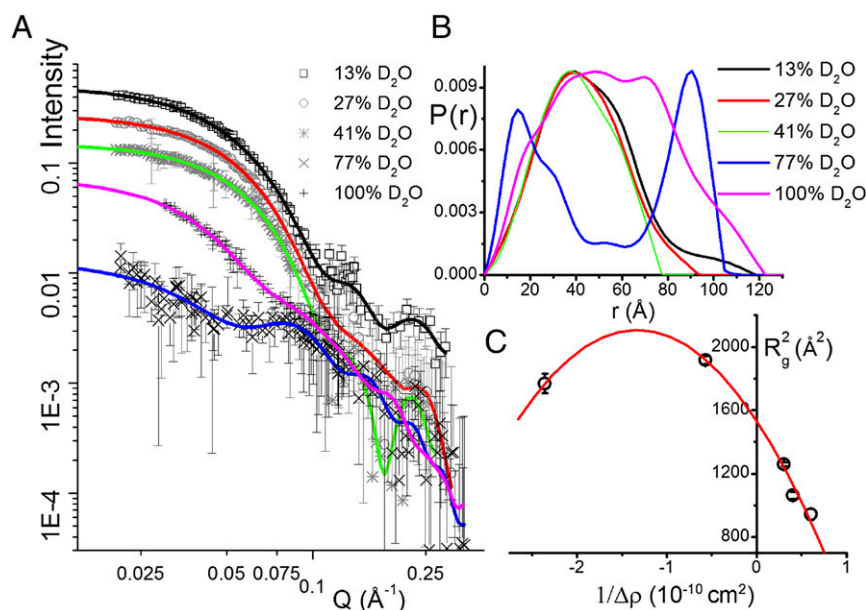 A
Intensity
0.1
0.01
1E-3
1E-4
13% D₂O
27% D₂O
41% D₂O
77% D₂O
100% D₂O
0.025
0.05
0.075
0.1
0.25
Q (Å⁻¹)
B
P(r)
0.009
0.006
0.003
0.000
13% D₂O
27% D₂O
41% D₂O
77% D₂O
100% D₂O
0 20 40 60 80 100 120
r (Å)
C
R_g² (Å²)
2000
1600
1200
800
-2 -1 0 1
1/Δρ (10⁻¹⁰ cm²)